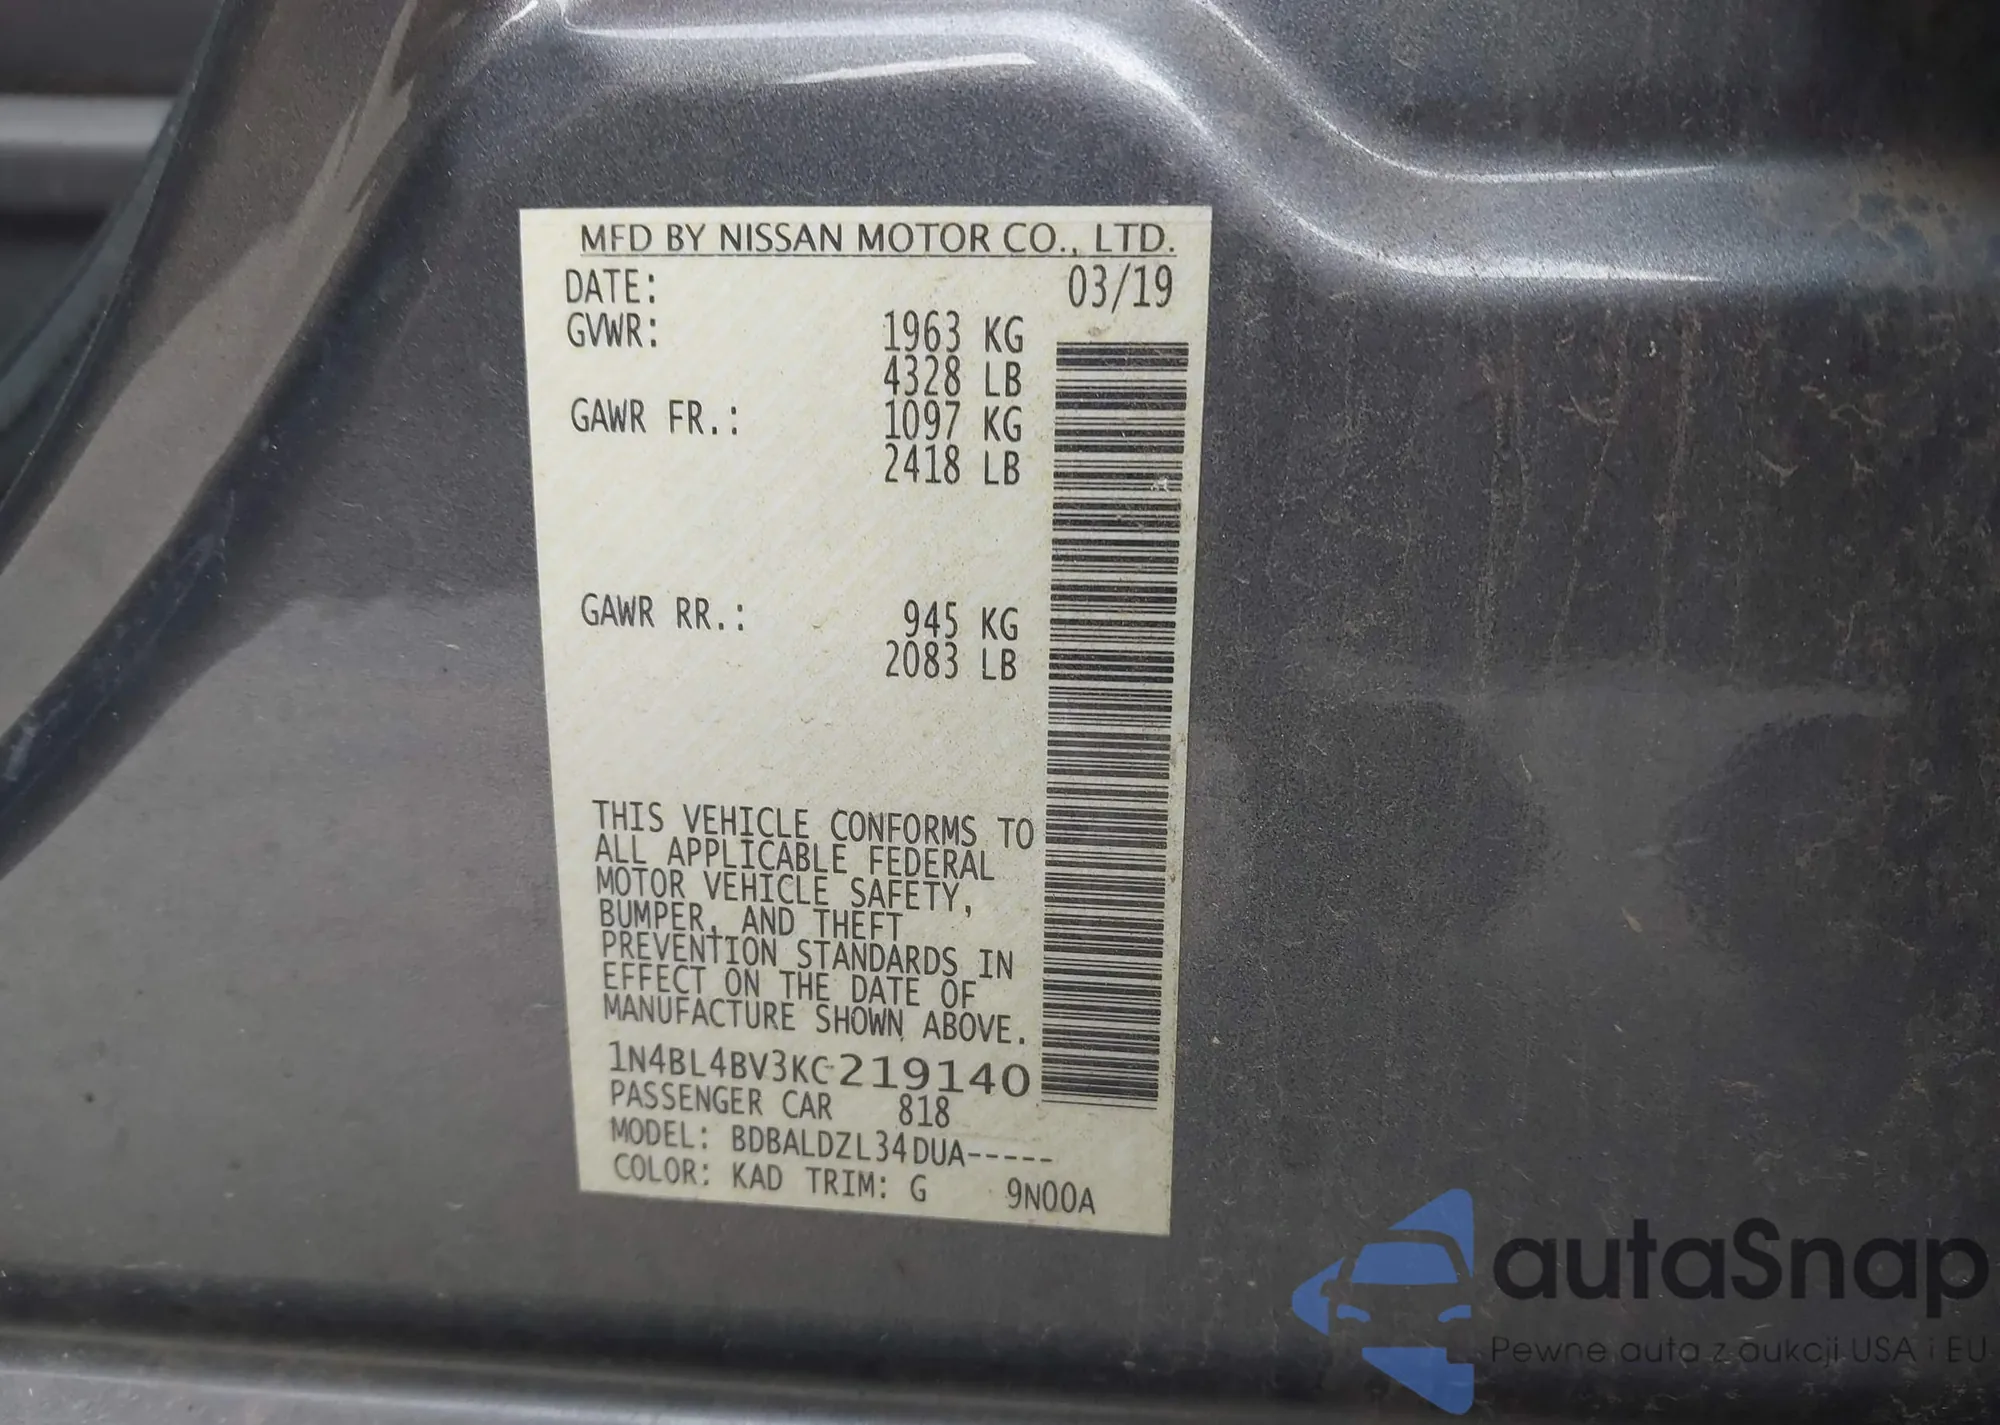 MFD BY NISSAN MOTOR CO., LTD.
DATE: 03/19
GVWR: 1963 KG
4328 LB
GAWR FR.: 1097 KG
2418 LB
GAWR RR.: 945 KG
2083 LB
THIS VEHICLE CONFORMS TO
ALL APPLICABLE FEDERAL
MOTOR VEHICLE SAFETY,
BUMPER, AND THEFT
PREVENTION STANDARDS IN
EFFECT ON THE DATE OF
MANUFACTURE SHOWN ABOVE.
1N4BL4BV3KC219140
PASSENGER CAR 818
MODEL: BDBALDZL34DUA-----
COLOR: KAD TRIM: G 9N00A
autaSnap
Pewne auta z aukcji USA i EU